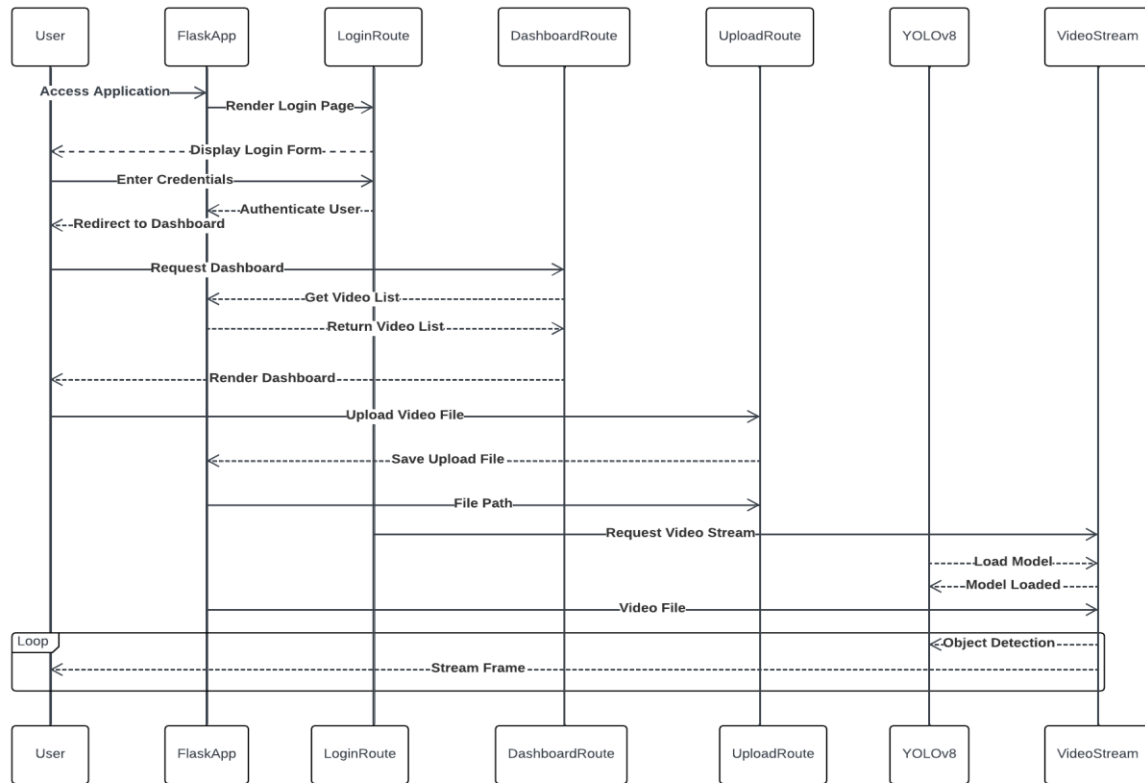 User FlaskApp LoginRoute DashboardRoute UploadRoute YOLOv8 VideoStream
Access Application
Render Login Page
Display Login Form
Enter Credentials
Authenticate User
Redirect to Dashboard
Request Dashboard
Get Video List
Return Video List
Render Dashboard
Upload Video File
Save Upload File
File Path
Request Video Stream
Load Model
Model Loaded
Video File
Loop
Object Detection
Stream Frame
User FlaskApp LoginRoute DashboardRoute UploadRoute YOLOv8 VideoStream